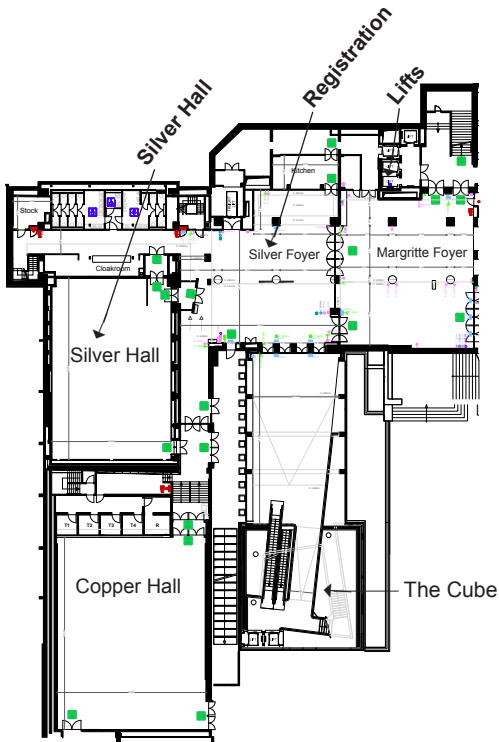 Silver Hall
Registration
Lifts
Stock
Kitchen
Cloakroom
Silver Foyer
Margritte Foyer
Silver Hall
T1 T2 T3 T4 R
Copper Hall
The Cube